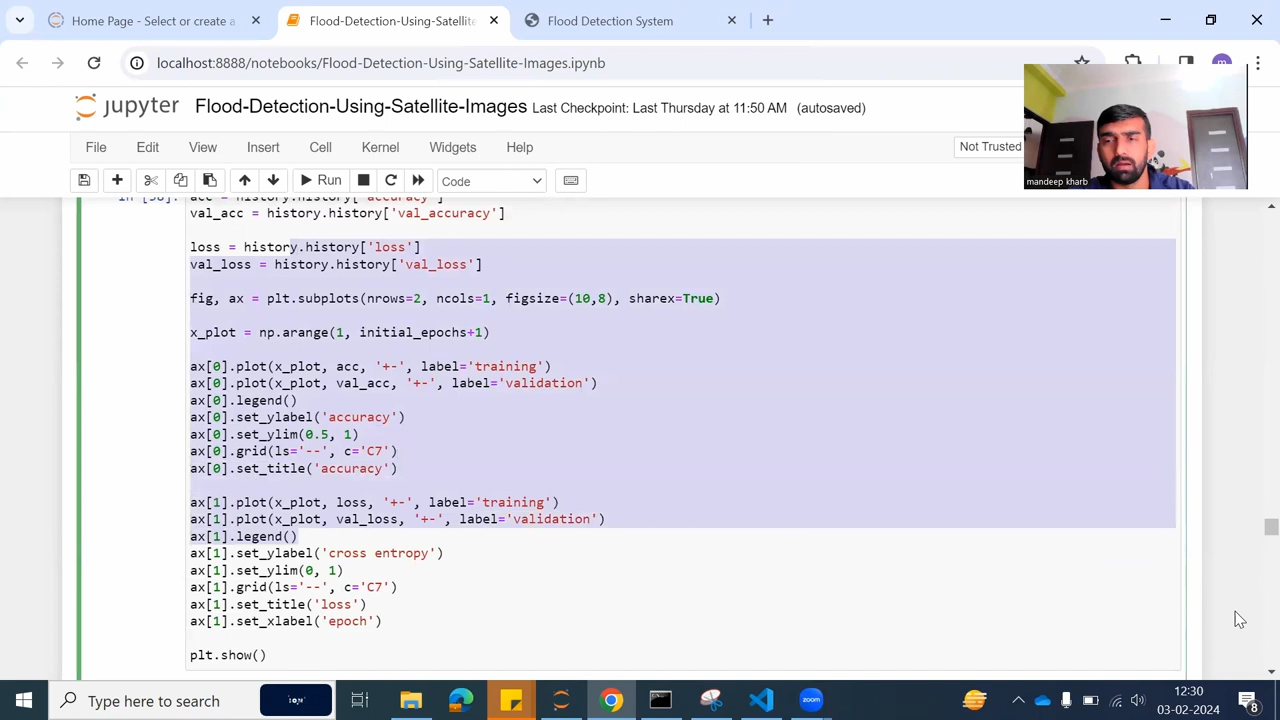 Home Page - Select or create a
Flood-Detection-Using-Satellite
Flood Detection System
localhost:8888/notebooks/Flood-Detection-Using-Satellite-Images.ipynb
m
jupyter Flood-Detection-Using-Satellite-Images Last Checkpoint: Last Thursday at 11:50 AM (autosaved)
File Edit View Insert Cell Kernel Widgets Help
Not Trusted
mandeep kharb
Run
Code
acc = history.history['accuracy']
val_acc = history.history['val_accuracy']
loss = history.history['loss']
val_loss = history.history['val_loss']
fig, ax = plt.subplots(nrows=2, ncols=1, figsize=(10,8), sharex=True)
x_plot = np.arange(1, initial_epochs+1)
ax[0].plot(x_plot, acc, '+-', label='training')
ax[0].plot(x_plot, val_acc, '+-', label='validation')
ax[0].legend()
ax[0].set_ylabel('accuracy')
ax[0].set_ylim(0.5, 1)
ax[0].grid(ls='--', c='C7')
ax[0].set_title('accuracy')
ax[1].plot(x_plot, loss, '+-', label='training')
ax[1].plot(x_plot, val_loss, '+-', label='validation')
ax[1].legend()
ax[1].set_ylabel('cross entropy')
ax[1].set_ylim(0, 1)
ax[1].grid(ls='--', c='C7')
ax[1].set_title('loss')
ax[1].set_xlabel('epoch')
plt.show()
Type here to search
zoom
12:30
03-02-2024
8